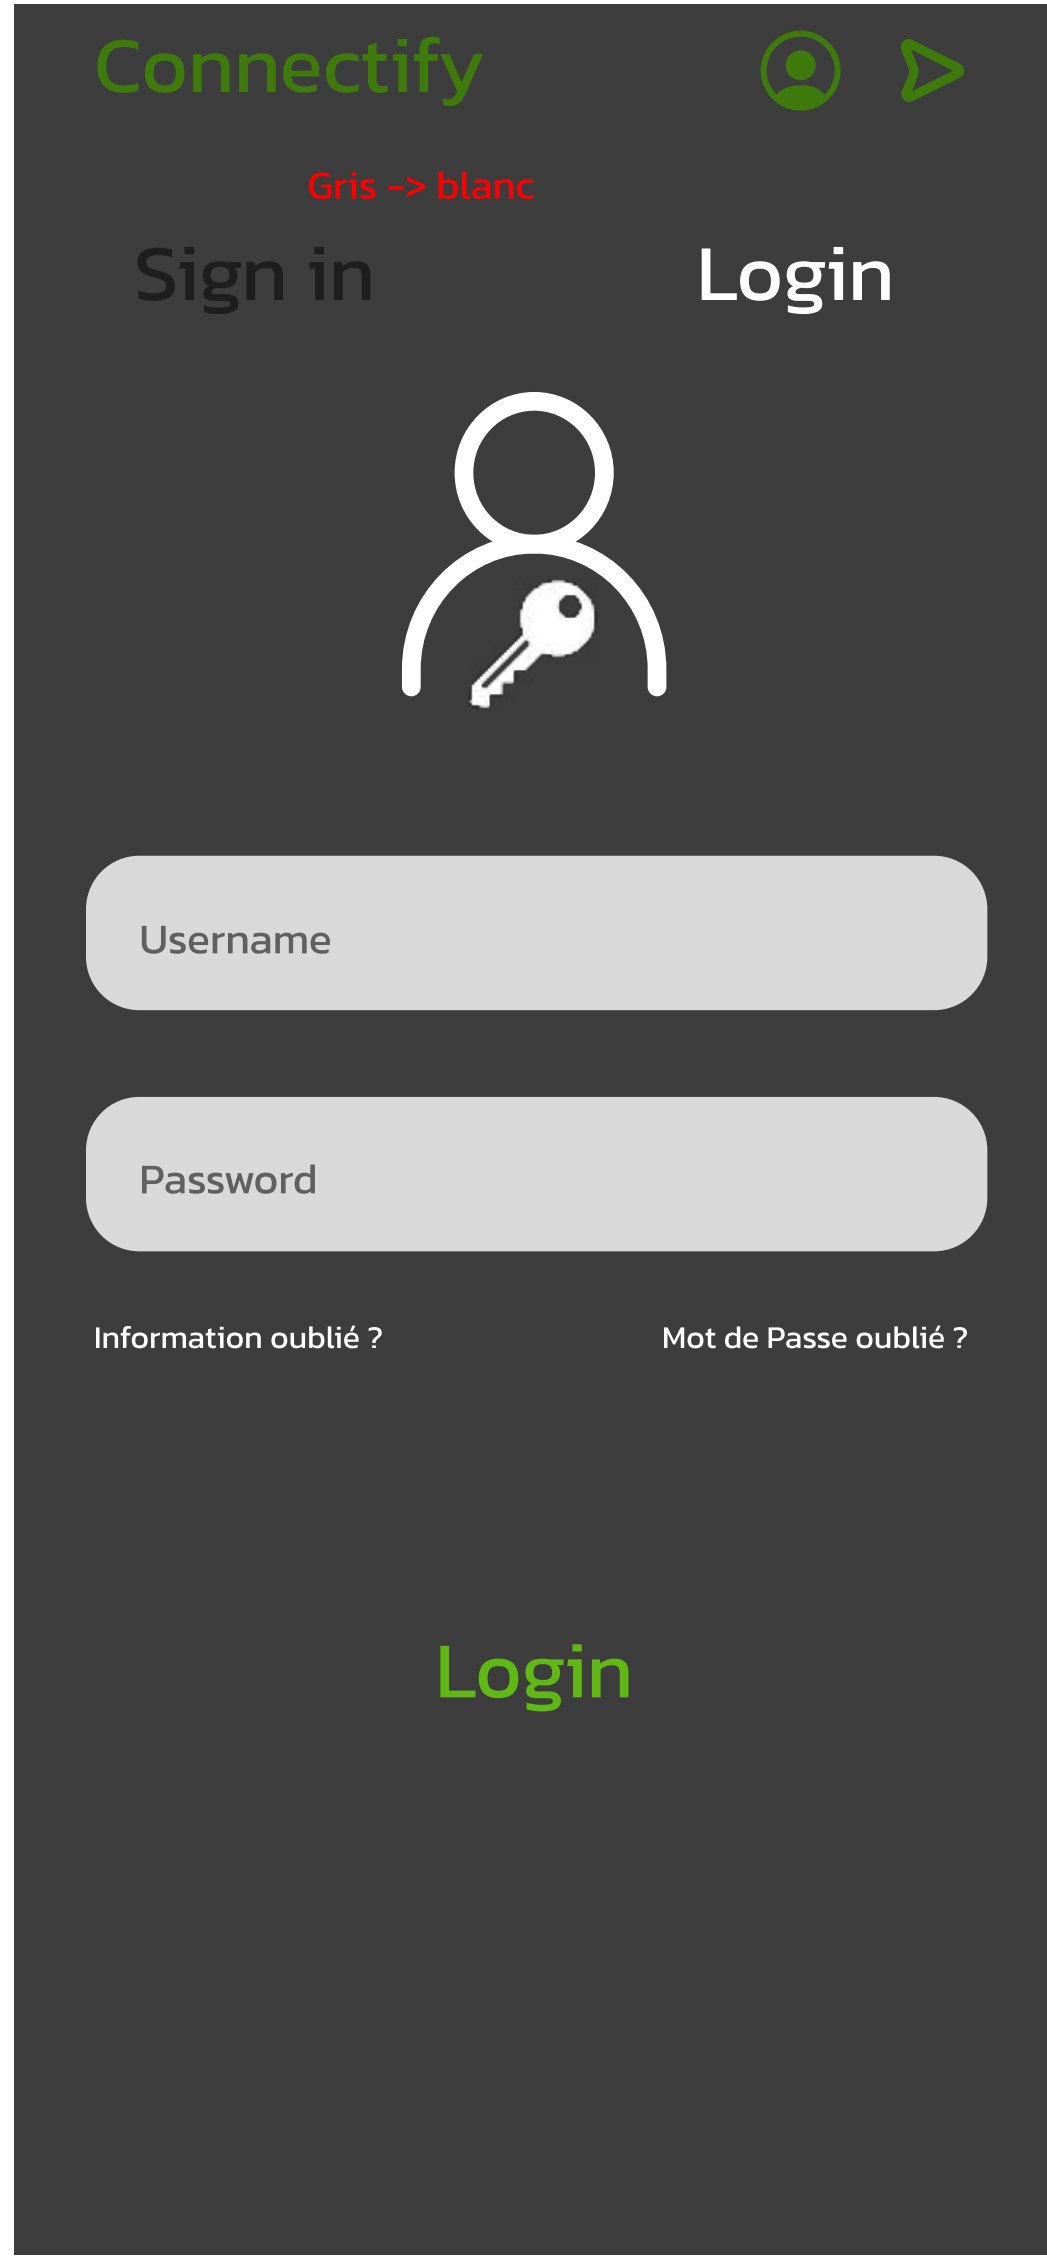 Connectify
Gris -> blanc
Sign in
Login
Username
Password
Information oublié ?
Mot de Passe oublié ?
Login